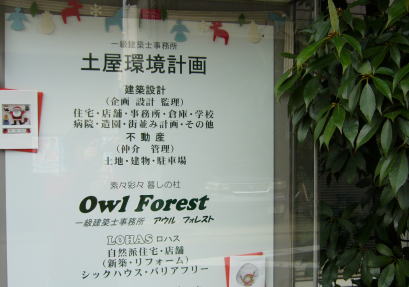 一級建築士事務所
土屋環境計画
建築設計
(企画 設計 監理)
住宅・店舗・事務所・倉庫・学校
病院・造園・街並み計画・その他
不動産
(仲介 管理)
土地・建物・駐車場
素々彩々 暮しの杜
Owl Forest
一級建築士事務所 アウル フォレスト
LOHAS ロハス
自然派住宅・店舗
(新築・リフォーム)
シックハウス・バリアフリー